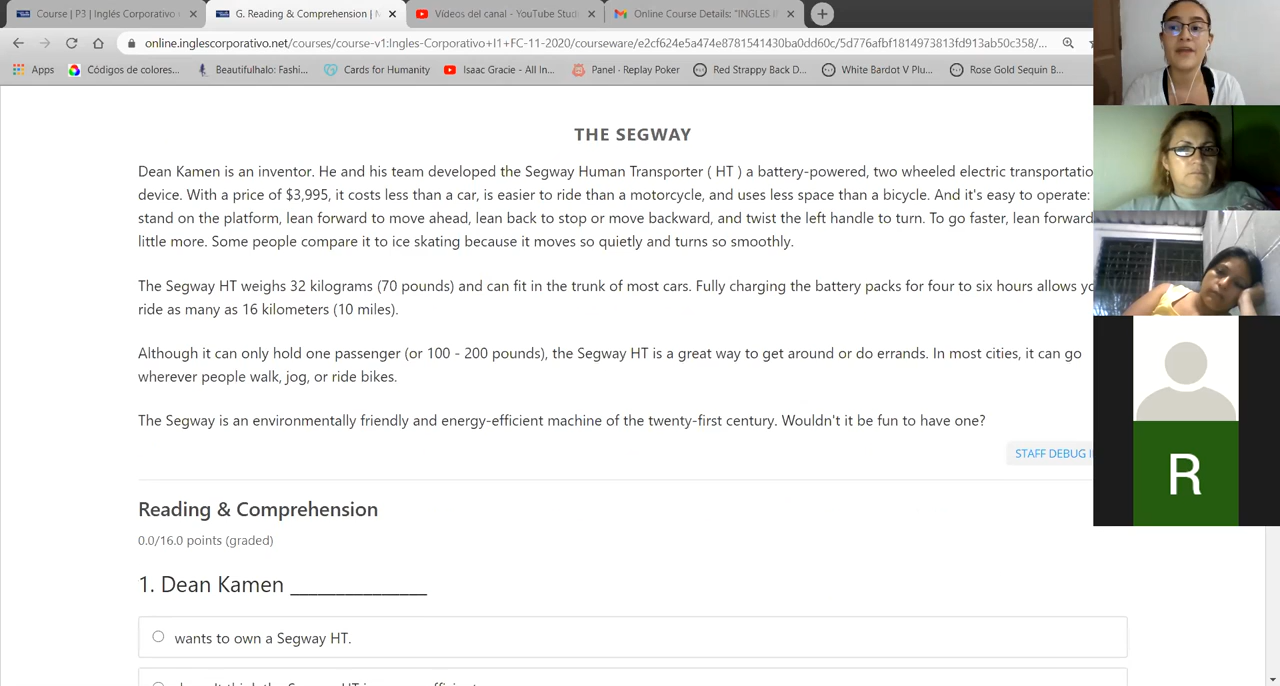 Course | P3 | Inglés Corporativo
G. Reading & Comprehension |
Vídeos del canal - YouTube Stud
Online Course Details: "INGLES
online.inglescorporativo.net/courses/course-v1:Ingles-Corporativo+I1+FC-11-2020/courseware/e2cf624e5a474e8781541430ba0dd60c/5d776afbf1814973813fd913ab50c358/...
Apps
Códigos de colores...
Beautifulhalo: Fashi...
Cards for Humanity
Isaac Gracie - All In...
Panel · Replay Poker
Red Strappy Back D...
White Bardot V Plu...
Rose Gold Sequin B...
THE SEGWAY
Dean Kamen is an inventor. He and his team developed the Segway Human Transporter ( HT ) a battery-powered, two wheeled electric transportatio
device. With a price of $3,995, it costs less than a car, is easier to ride than a motorcycle, and uses less space than a bicycle. And it's easy to operate:
stand on the platform, lean forward to move ahead, lean back to stop or move backward, and twist the left handle to turn. To go faster, lean forward
little more. Some people compare it to ice skating because it moves so quietly and turns so smoothly.
The Segway HT weighs 32 kilograms (70 pounds) and can fit in the trunk of most cars. Fully charging the battery packs for four to six hours allows yo
ride as many as 16 kilometers (10 miles).
Although it can only hold one passenger (or 100 - 200 pounds), the Segway HT is a great way to get around or do errands. In most cities, it can go
wherever people walk, jog, or ride bikes.
The Segway is an environmentally friendly and energy-efficient machine of the twenty-first century. Wouldn't it be fun to have one?
STAFF DEBUG I
R
Reading & Comprehension
0.0/16.0 points (graded)
1. Dean Kamen _______________
wants to own a Segway HT.